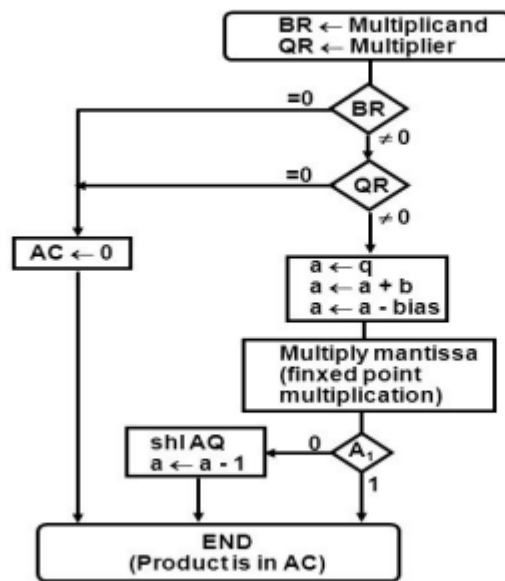 BR ← Multiplicand
QR ← Multiplier
=0
BR
≠ 0
=0
QR
≠0
AC ← 0
a ← q
a ← a + b
a ← a - bias
Multiply mantissa
(finxed point
multiplication)
shl AQ
a ← a - 1
0
A₁
1
END
(Product is in AC)